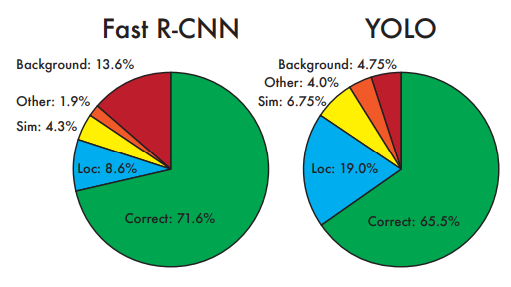 Fast R-CNN
Background: 13.6%
Other: 1.9%
Sim: 4.3%
Loc: 8.6%
Correct: 71.6%
YOLO
Background: 4.75%
Other: 4.0%
Sim: 6.75%
Loc: 19.0%
Correct: 65.5%